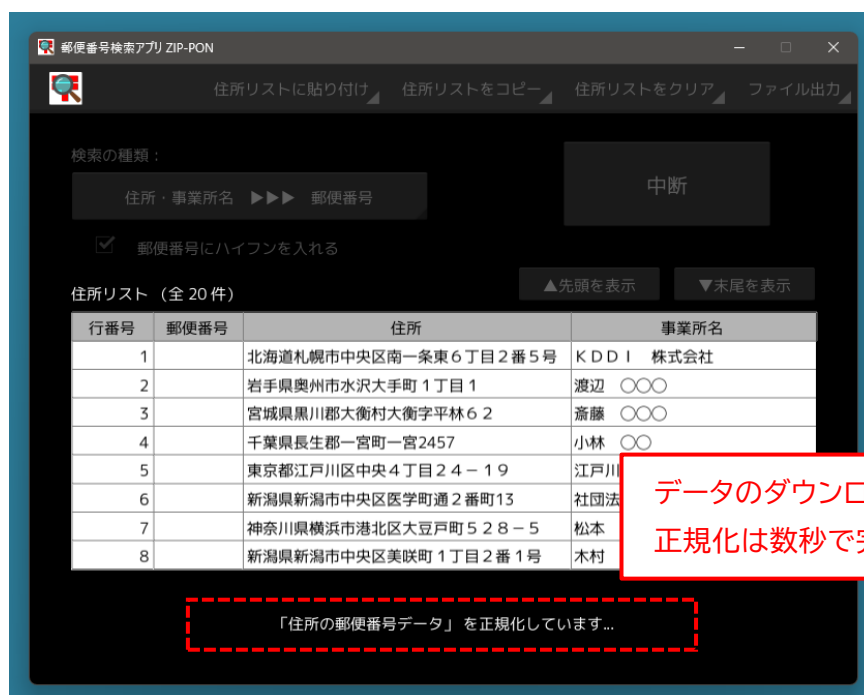 郵便番号検索アプリ ZIP-PON
住所リストに貼り付け 住所リストをコピー 住所リストをクリア ファイル出力
検索の種類：
住所・事業所名 ▶▶▶ 郵便番号
中断
郵便番号にハイフンを入れる
住所リスト （全 20 件）
▲先頭を表示 ▼末尾を表示
行番号 郵便番号 住所 事業所名
1 北海道札幌市中央区南一条東６丁目２番５号 ＫＤＤＩ 株式会社
2 岩手県奥州市水沢大手町１丁目１ 渡辺 〇〇〇
3 宮城県黒川郡大衡村大衡字平林６２ 斎藤 〇〇〇
4 千葉県長生郡一宮町一宮2457 小林 〇〇
5 東京都江戸川区中央４丁目２４－１９ 江戸川
6 新潟県新潟市中央区医学町通２番町13 社団法
7 神奈川県横浜市港北区大豆戸町５２８－５ 松本
8 新潟県新潟市中央区美咲町１丁目２番１号 木村
データのダウンロ
正規化は数秒で完
「住所の郵便番号データ」 を正規化しています...